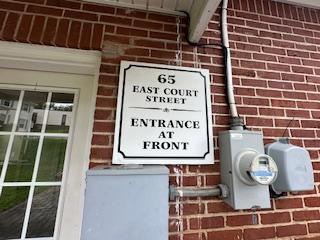 65
EAST COURT
STREET
ENTRANCE
AT
FRONT